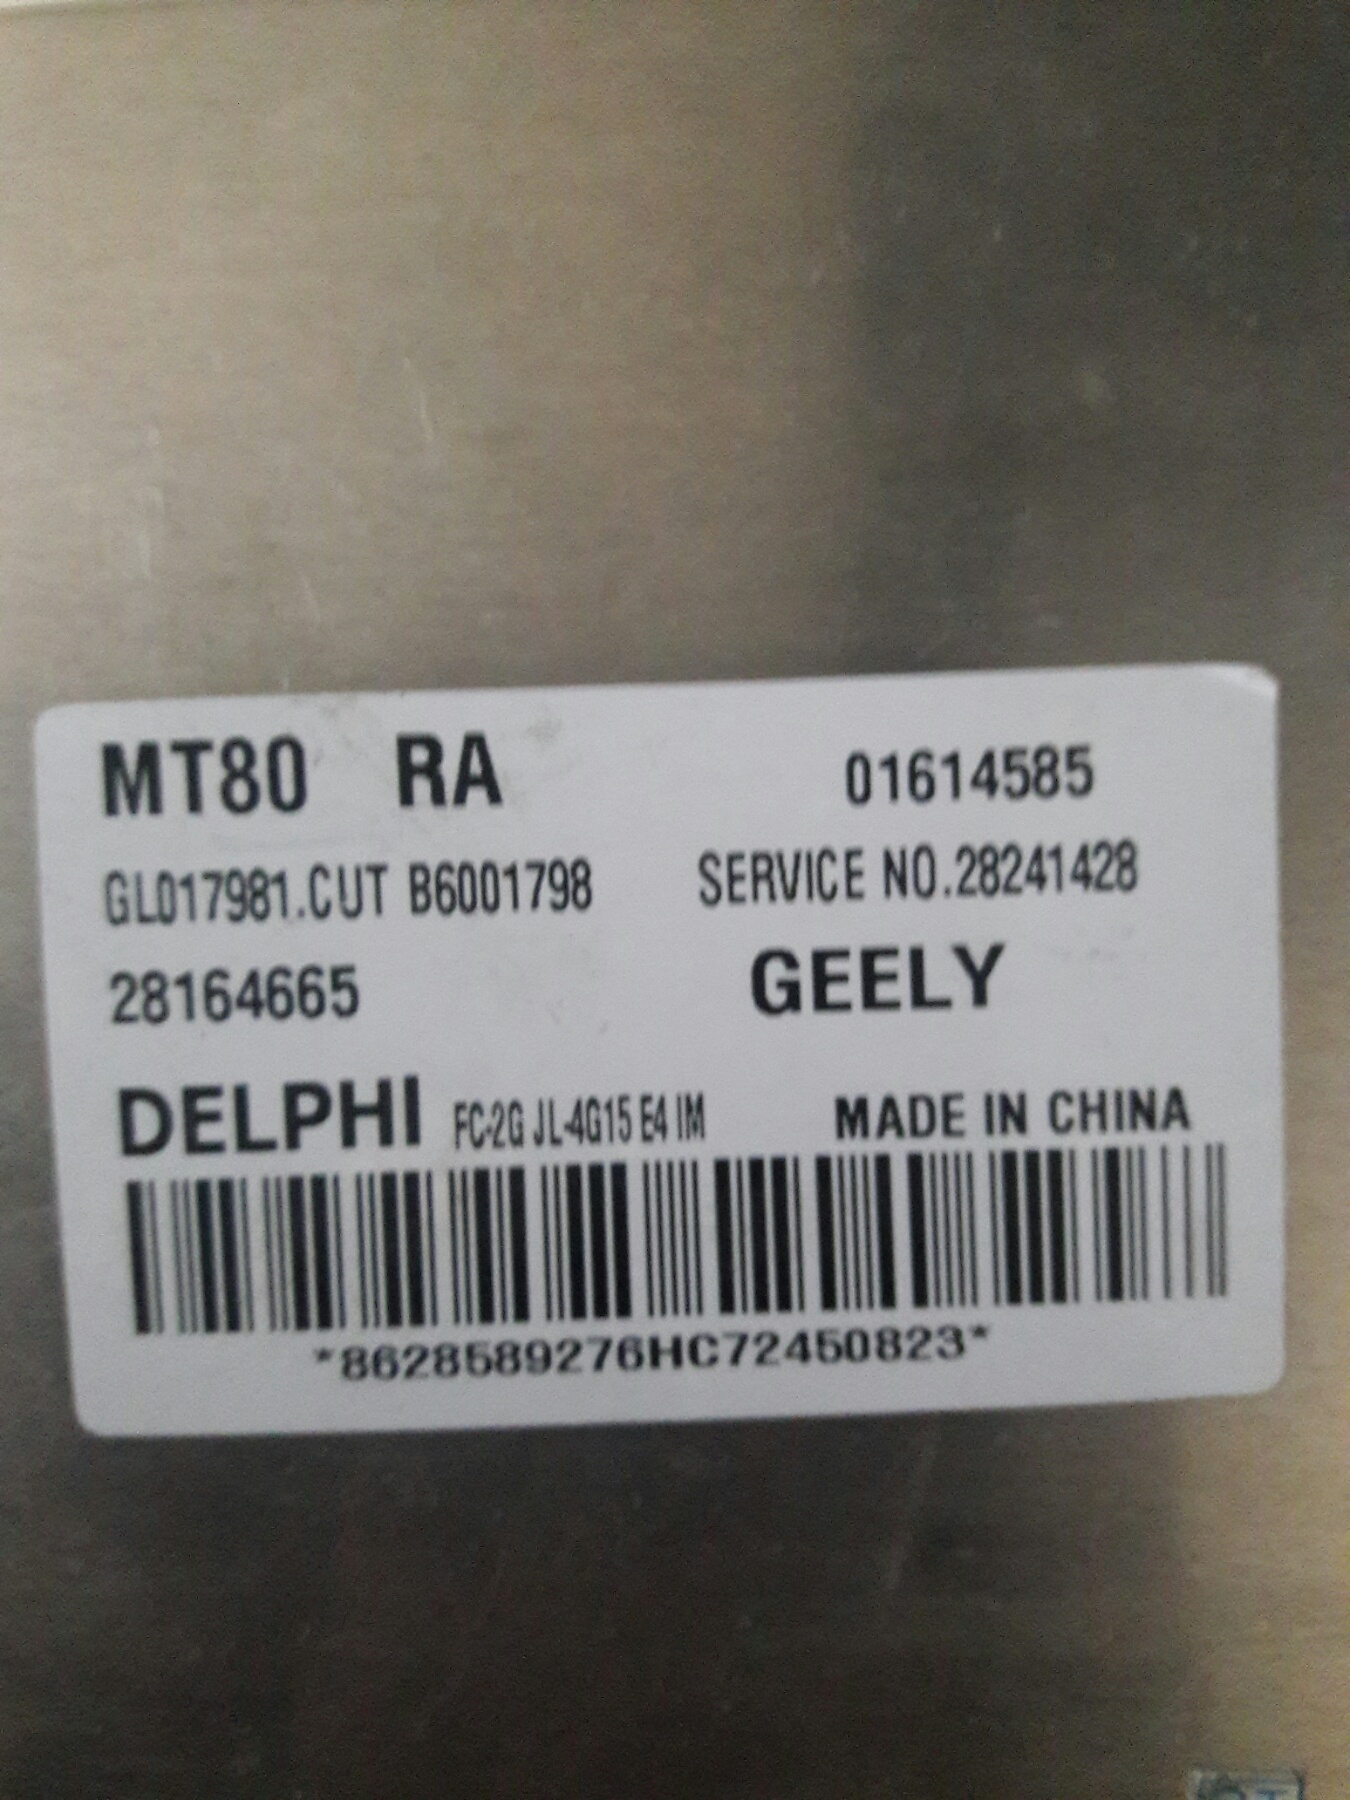 MT80 RA 01614585
GL017981.CUT B6001798 SERVICE NO.28241428
28164665 GEELY
DELPHI FC-2G JL-4G15 E4 IM MADE IN CHINA
*8628589276HC72450823*